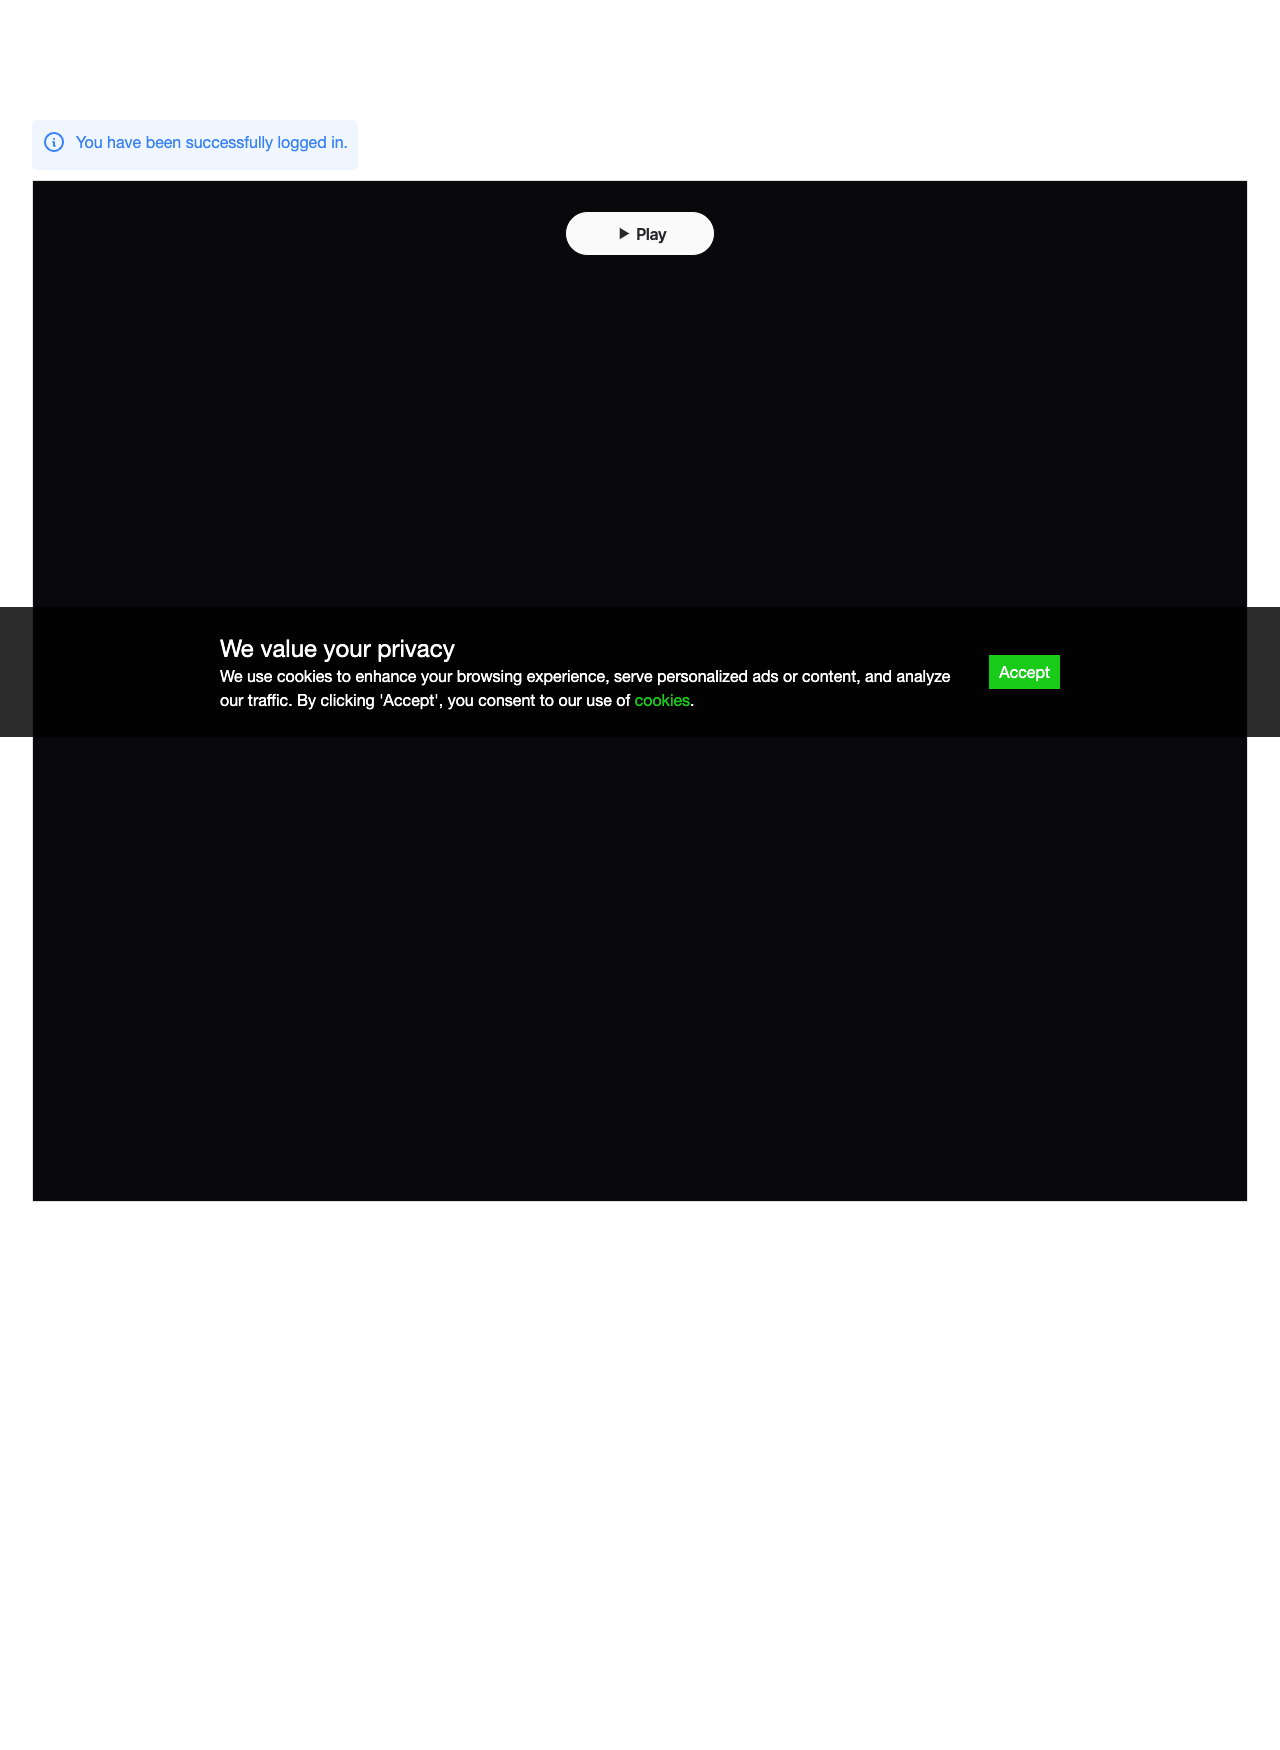 You have been successfully logged in.
Play
We value your privacy
We use cookies to enhance your browsing experience, serve personalized ads or content, and analyze
our traffic. By clicking 'Accept', you consent to our use of cookies.
Accept